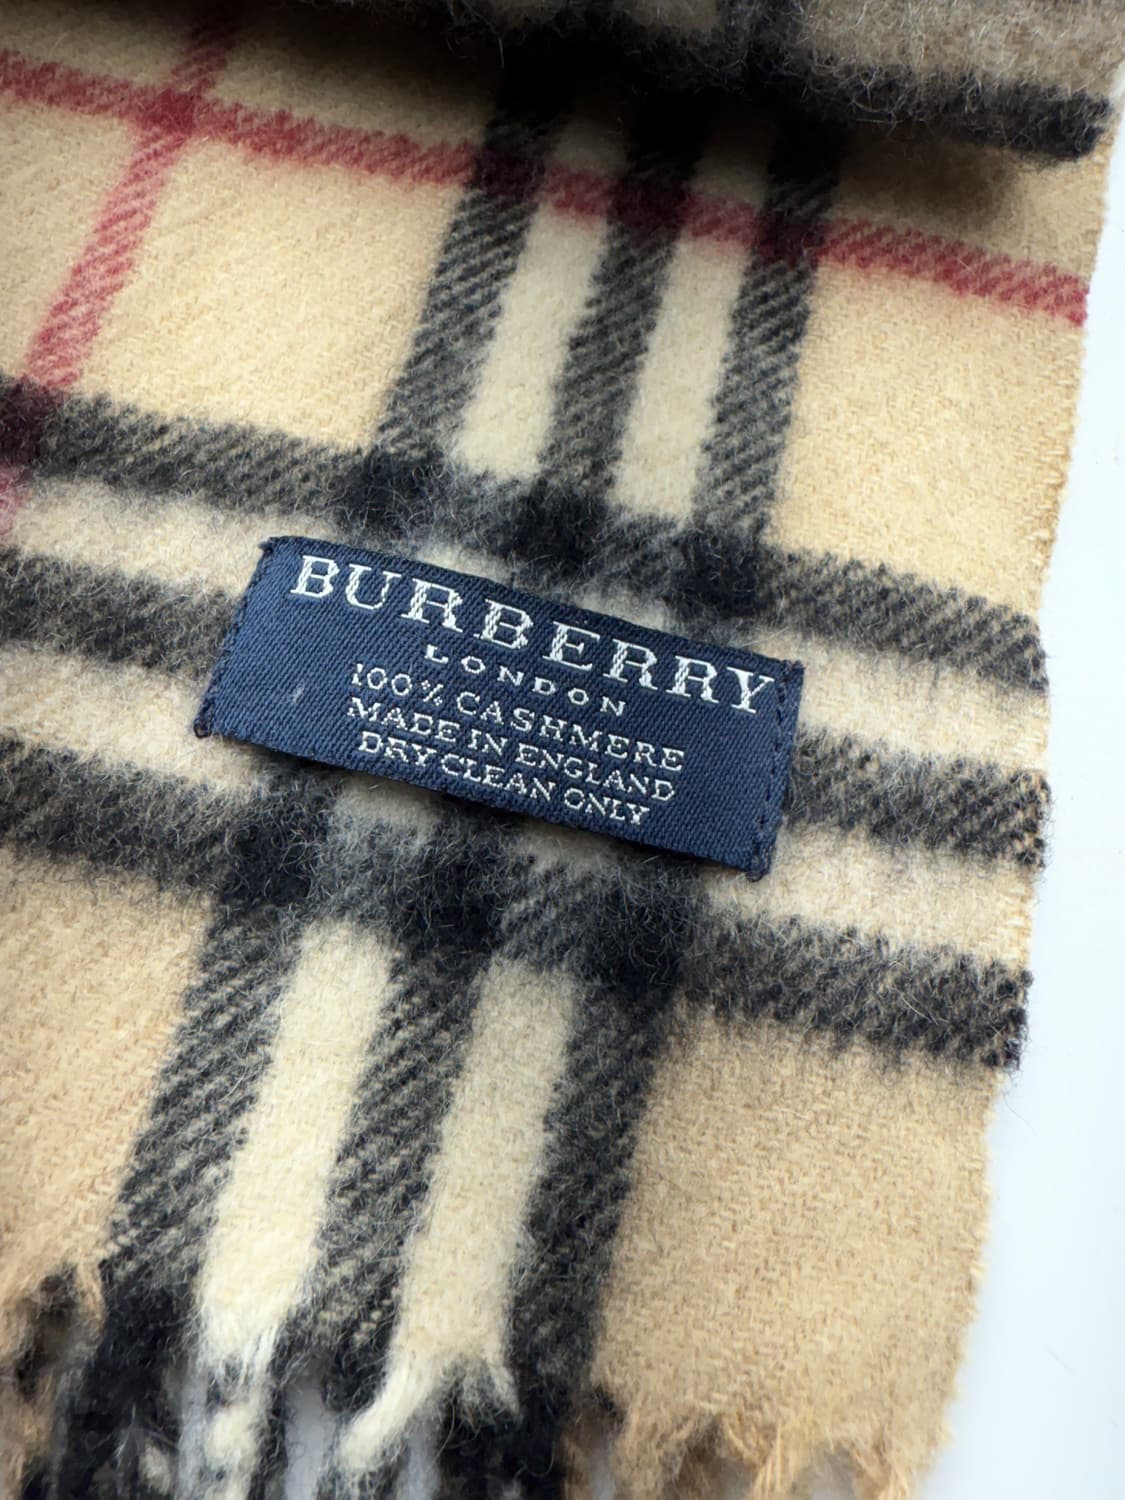 BURBERRY
LONDON
100% CASHMERE
MADE IN ENGLAND
DRY CLEAN ONLY